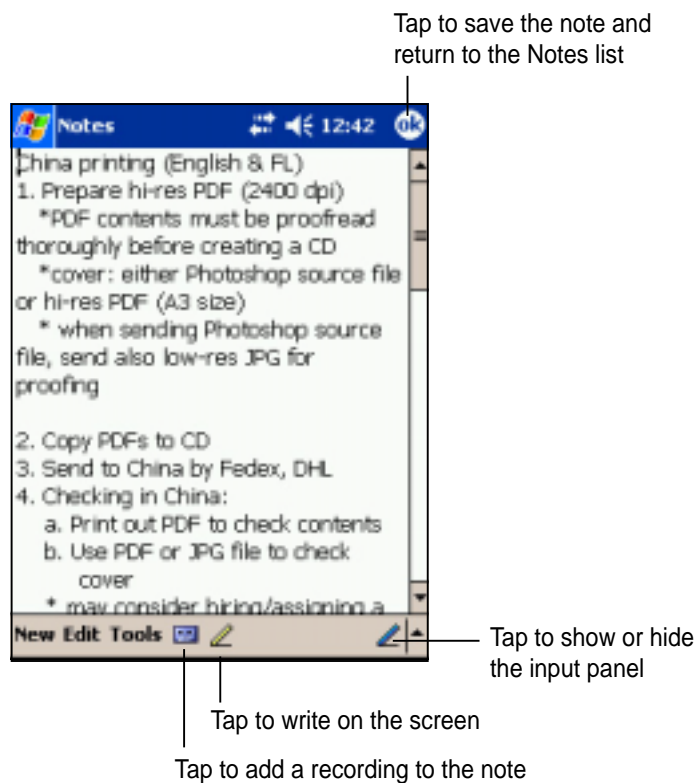 Tap to save the note and
return to the Notes list
Notes 12:42 ok
China printing (English & FL)
1. Prepare hi-res PDF (2400 dpi)
*PDF contents must be proofread
thoroughly before creating a CD
*cover: either Photoshop source file
or hi-res PDF (A3 size)
* when sending Photoshop source
file, send also low-res JPG for
proofing
2. Copy PDFs to CD
3. Send to China by Fedex, DHL
4. Checking in China:
a. Print out PDF to check contents
b. Use PDF or JPG file to check
cover
* may consider hiring/assigning a
New Edit Tools
Tap to show or hide
the input panel
Tap to write on the screen
Tap to add a recording to the note